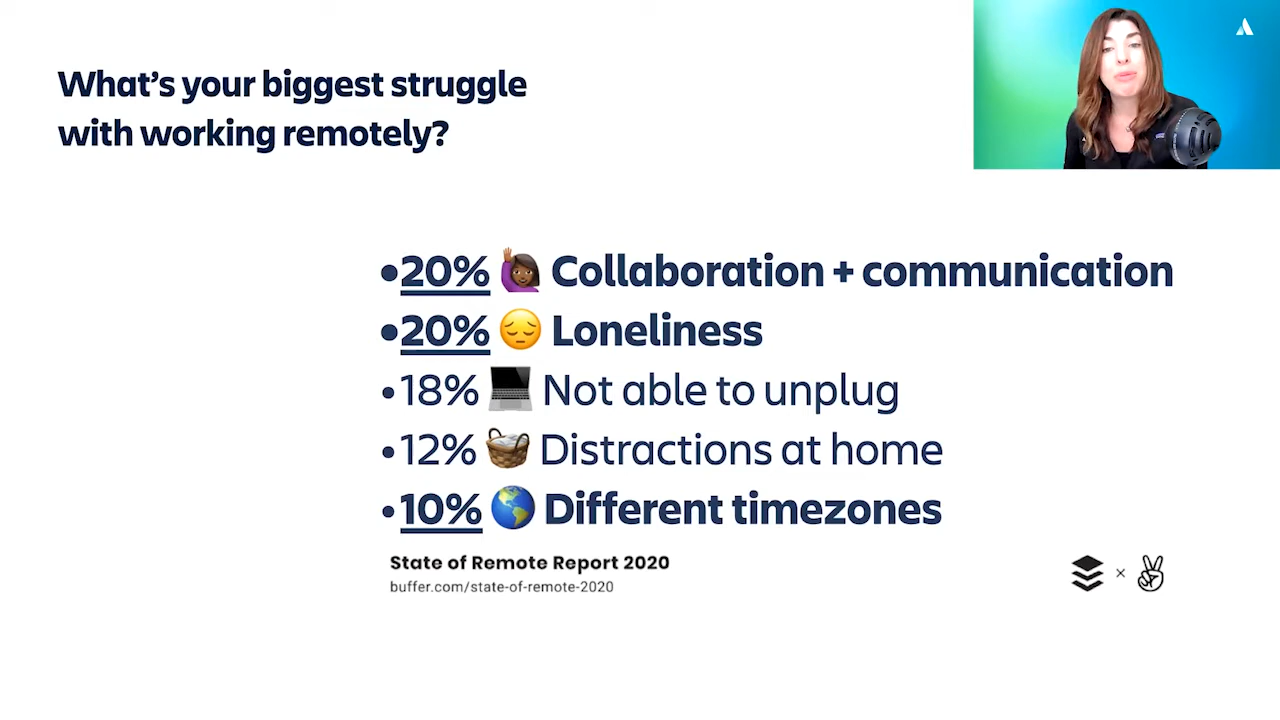 What's your biggest struggle
with working remotely?
•20% 🙋🏾‍♀️ Collaboration + communication
•20% 😔 Loneliness
•18% 💻 Not able to unplug
•12% 🧺 Distractions at home
•10% 🌎 Different timezones
State of Remote Report 2020
buffer.com/state-of-remote-2020
×